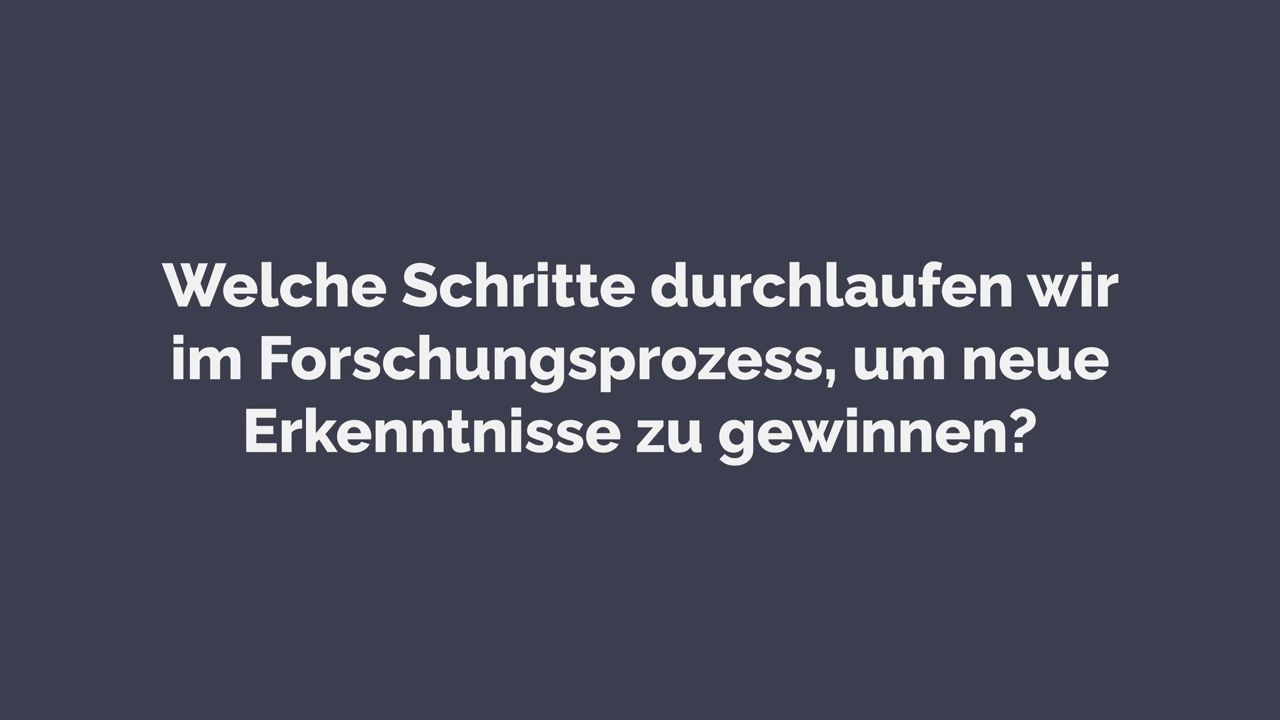 Welche Schritte durchlaufen wir
im Forschungsprozess, um neue
Erkenntnisse zu gewinnen?